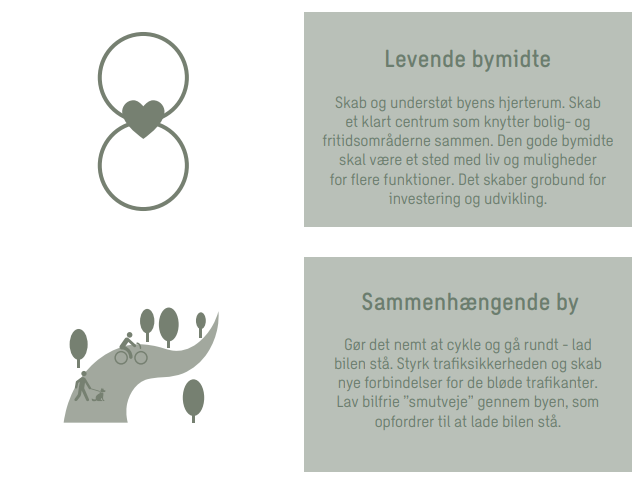 Levende bymidte
Skab og understøt byens hjerterum. Skab
et klart centrum som knytter bolig- og
fritidsområderne sammen. Den gode bymidte
skal være et sted med liv og muligheder
for flere funktioner. Det skaber grobund for
investering og udvikling.
Sammenhængende by
Gør det nemt at cykle og gå rundt - lad
bilen stå. Styrk trafiksikkerheden og skab
nye forbindelser for de bløde trafikanter.
Lav bilfrie "smutveje" gennem byen, som
opfordrer til at lade bilen stå.